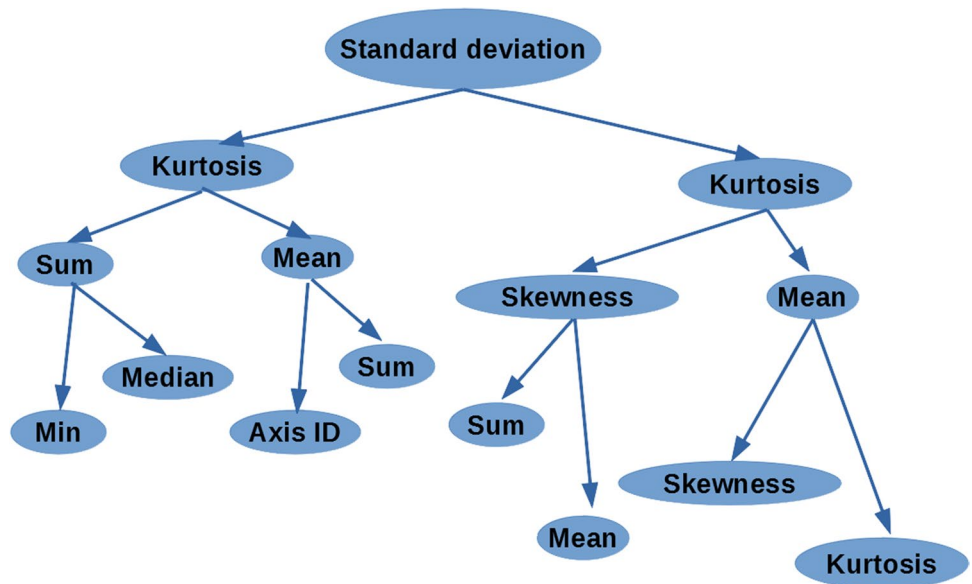 Standard deviation
Kurtosis
Kurtosis
Sum
Mean
Skewness
Mean
Median
Sum
Min
Axis ID
Sum
Skewness
Mean
Kurtosis